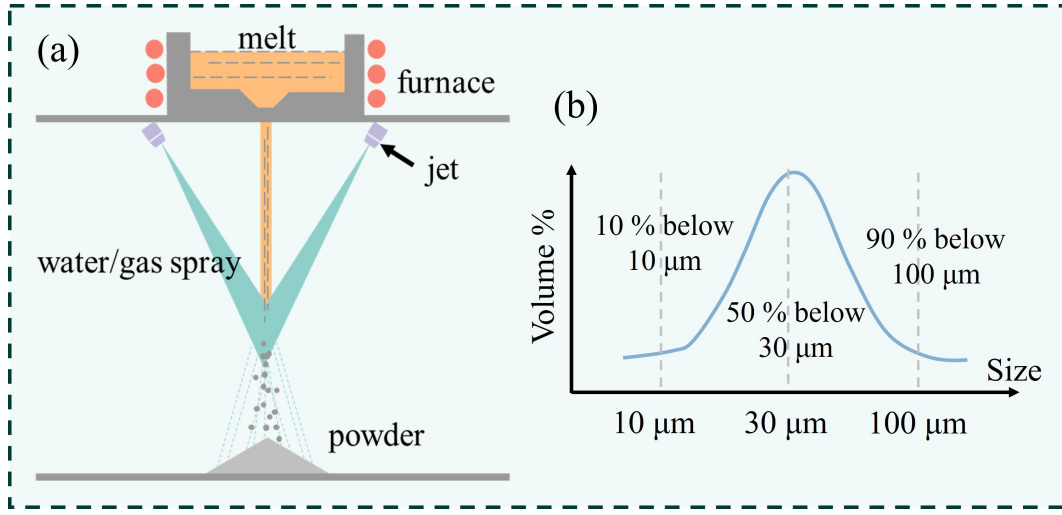 (a)
melt
furnace
jet
water/gas spray
powder
(b)
Volume %
10 % below
10 μm
50 % below
30 μm
90 % below
100 μm
Size
10 μm
30 μm
100 μm